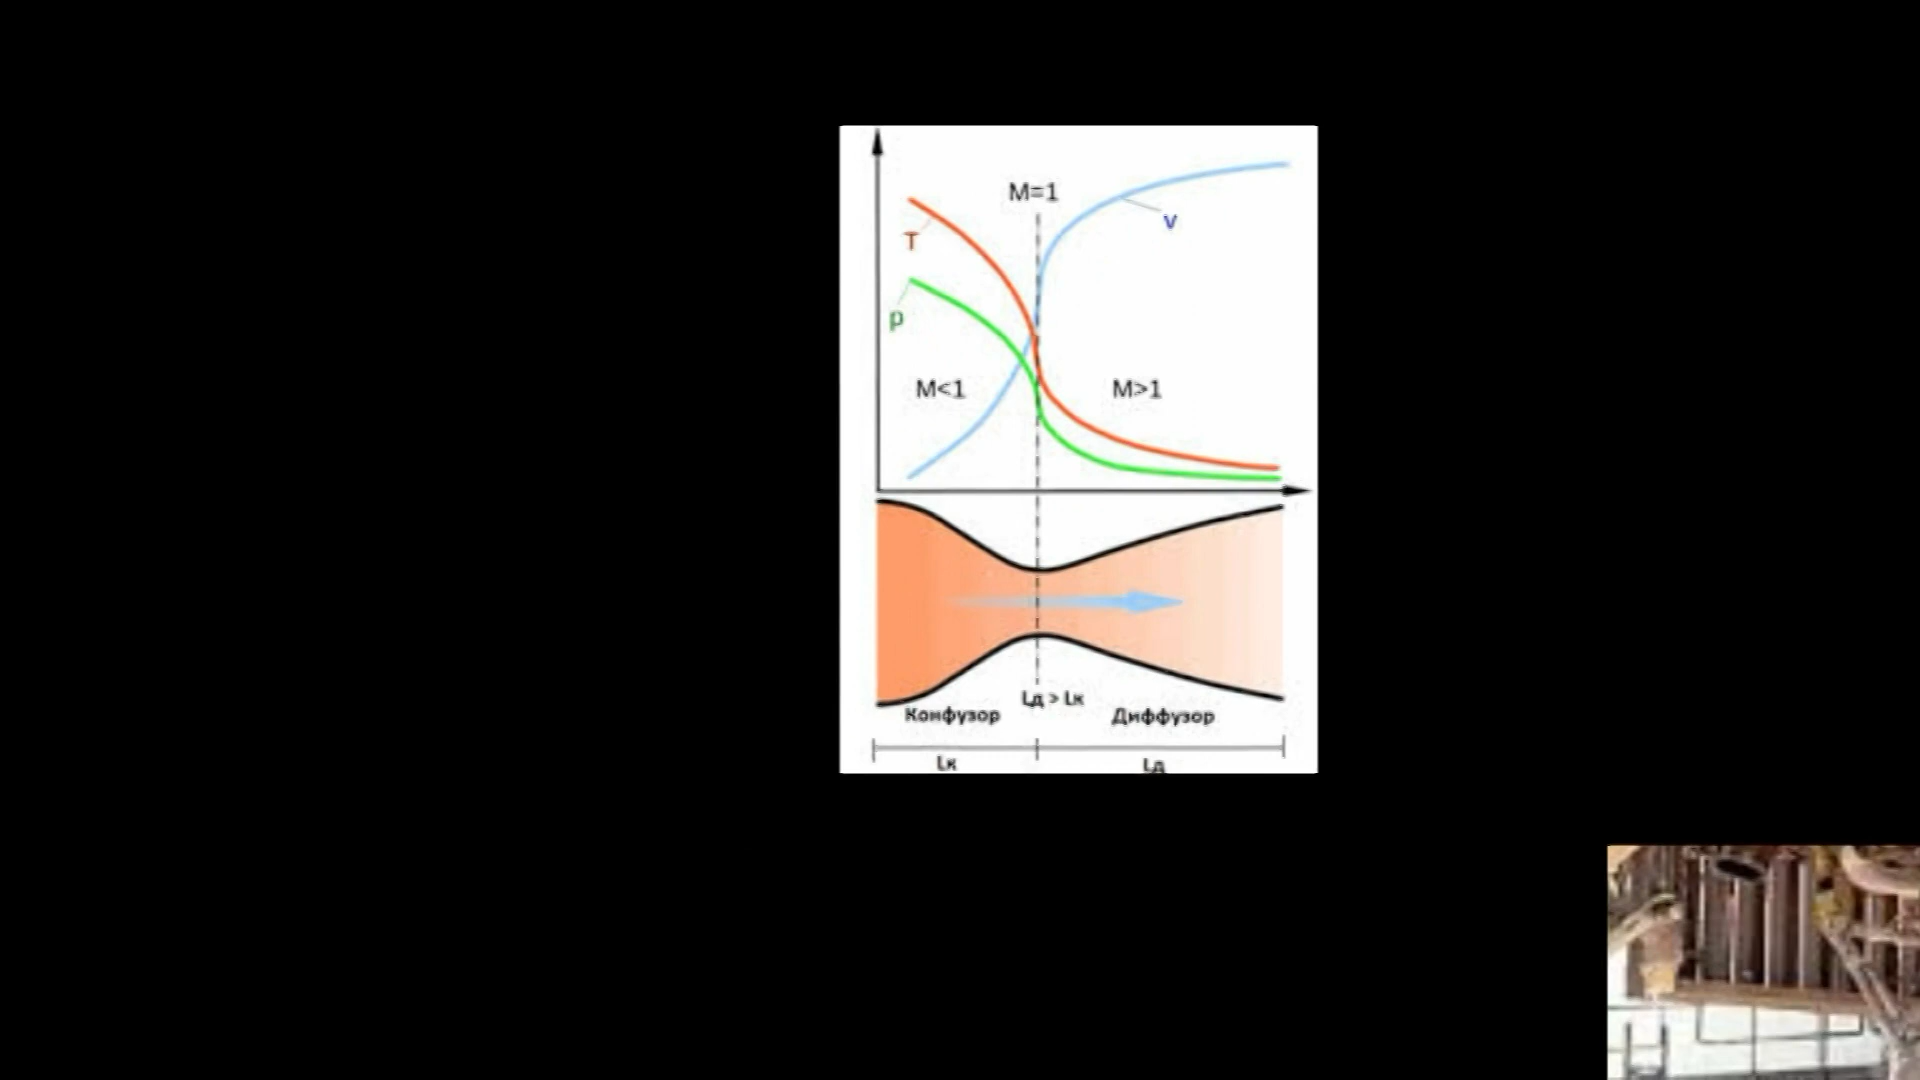 M=1
v
T
p
M<1
M>1
Lд > Lк
Конфузор
Диффузор
Lк
Lд